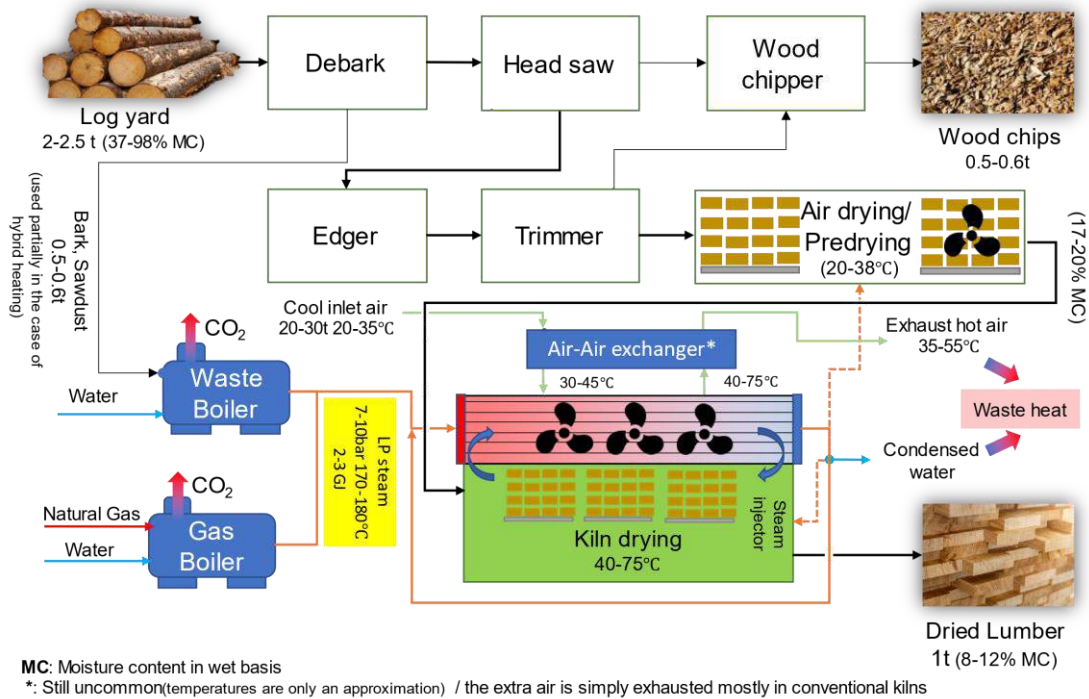 Debark
Head saw
Wood
chipper
Log yard
2-2.5 t (37-98% MC)
Wood chips
0.5-0.6t
Bark, Sawdust
0.5-0.6t
(used partially in the case of
hybrid heating)
Edger
Trimmer
Air drying/
Predrying
(20-38℃)
(17-20% MC)
Cool inlet air
20-30t 20-35℃
Air-Air exchanger*
Exhaust hot air
35-55℃
30-45℃
40-75℃
CO2
Waste
Boiler
Water
LP steam
7-10bar 170-180℃
2-3 GJ
Waste heat
Condensed
water
CO2
Natural Gas
Water
Gas
Boiler
Steam
injector
Kiln drying
40-75℃
Dried Lumber
1t (8-12% MC)
MC: Moisture content in wet basis
*: Still uncommon(temperatures are only an approximation) / the extra air is simply exhausted mostly in conventional kilns